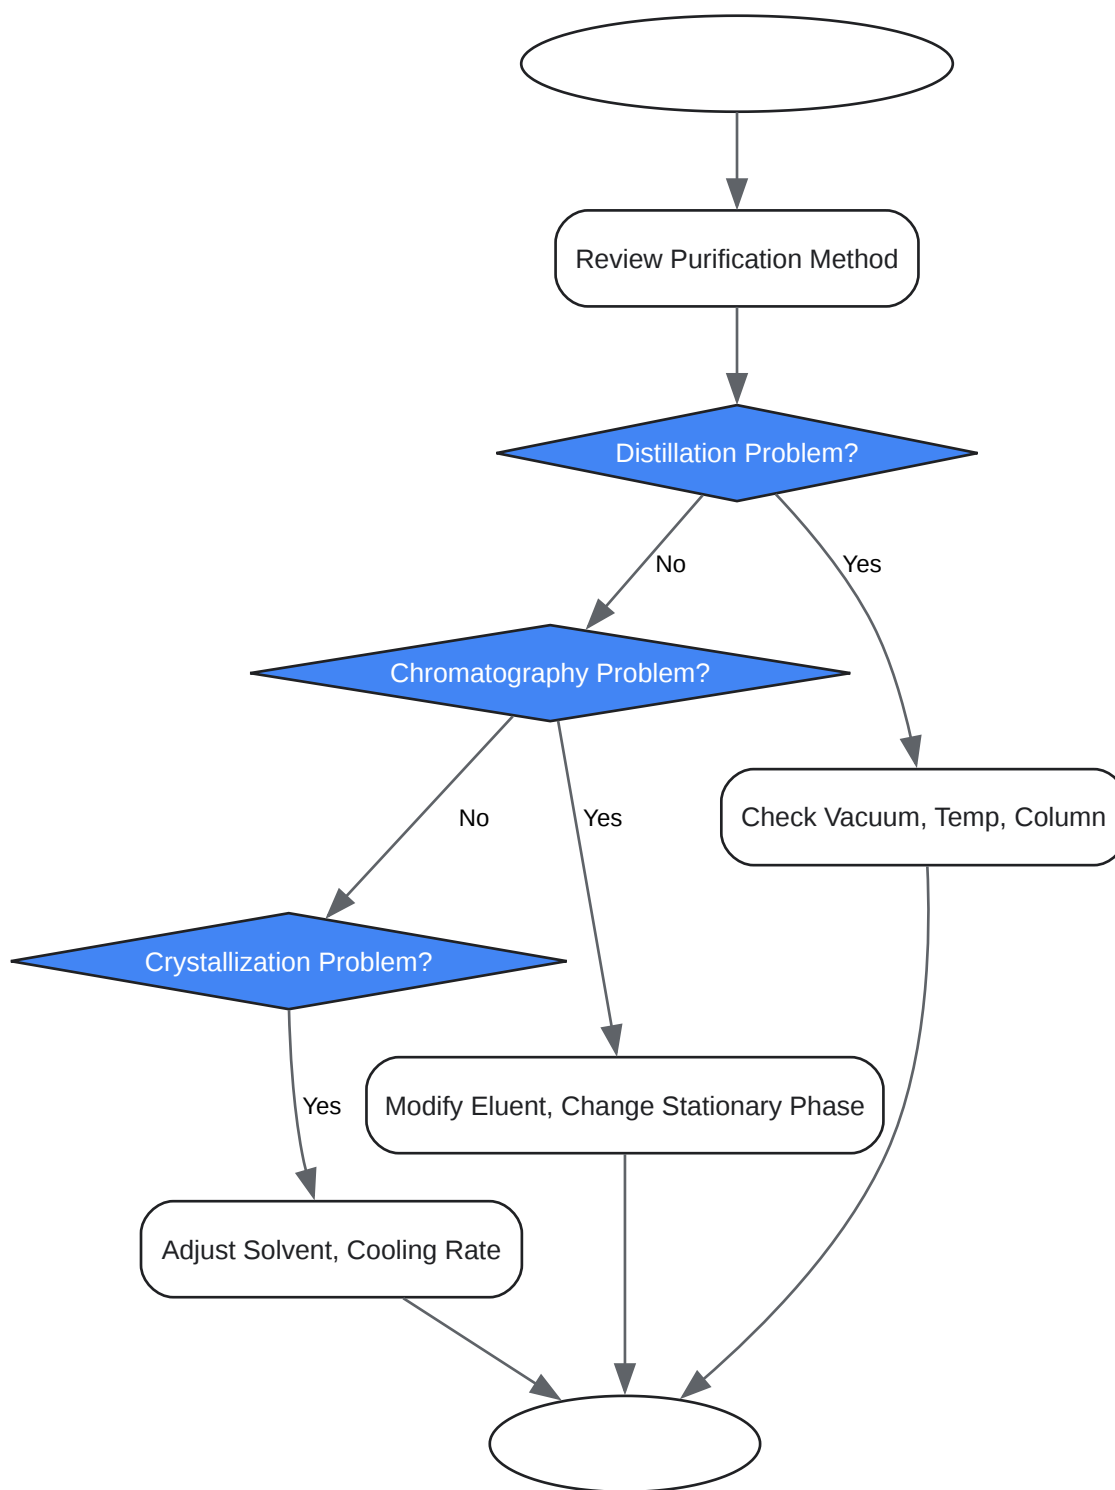 Review Purification Method
Distillation Problem?
No
Yes
Chromatography Problem?
No
Yes
Check Vacuum, Temp, Column
Crystallization Problem?
Yes
Modify Eluent, Change Stationary Phase
Adjust Solvent, Cooling Rate